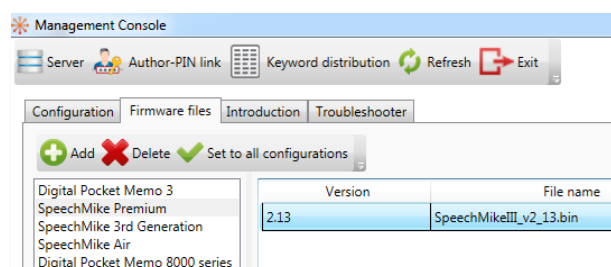 Management Console
Server Author-PIN link Keyword distribution Refresh Exit
Configuration Firmware files Introduction Troubleshooter
Add Delete Set to all configurations
Digital Pocket Memo 3
SpeechMike Premium
SpeechMike 3rd Generation
SpeechMike Air
Digital Pocket Memo 8000 series
Version File name
2.13 SpeechMikeIII_v2_13.bin